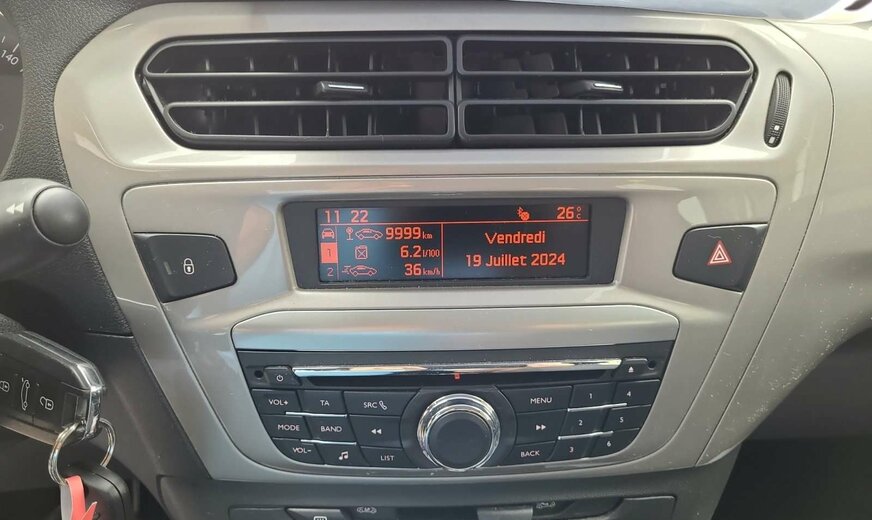 140
11 22 26°C
9999 km
1 6.2 l/100
2 36 km/h
Vendredi
19 Juillet 2024
VOL+ TA SRC MENU 1 4
MODE BAND 2 5
VOL- LIST BACK 3 6